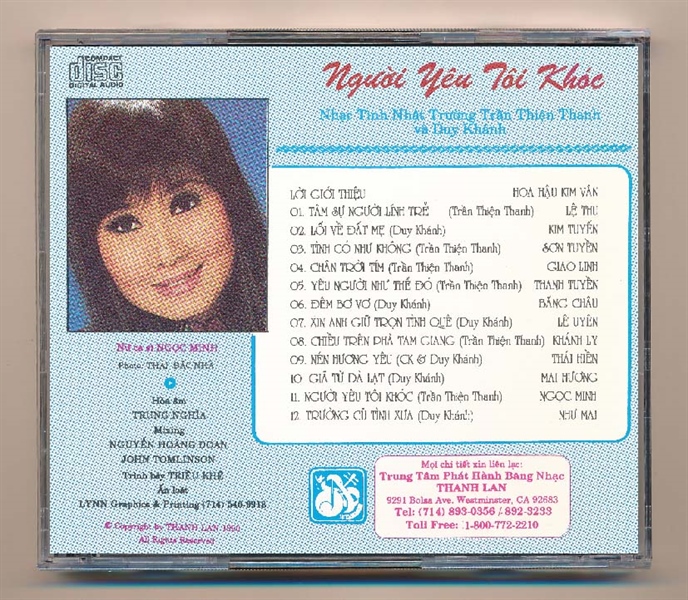 COMPACT
disc
DIGITAL AUDIO
Người Yêu Tôi Khóc
Nhạc Tình Nhật Trường Trần Thiện Thanh
và Duy Khánh
LỜI GIỚI THIỆU HOA HẬU KIM VÂN
01. TÂM SỰ NGƯỜI LÍNH TRẺ (Trần Thiện Thanh) LỆ THU
02. LỐI VỀ ĐẤT MẸ (Duy Khánh) KIM TUYẾN
03. TÌNH CÓ NHƯ KHÔNG (Trần Thiện Thanh) SƠN TUYỀN
04. CHÂN TRỜI TÍM (Trần Thiện Thanh) GIAO LINH
05. YÊU NGƯỜI NHƯ THẾ ĐÓ (Trần Thiện Thanh) THANH TUYỀN
06. ĐÊM BƠ VƠ (Duy Khánh) BĂNG CHÂU
07. XIN ANH GIỮ TRỌN TÌNH QUÊ (Duy Khánh) LÊ UYÊN
08. CHIỀU TRÊN PHÁ TAM GIANG (Trần Thiện Thanh) KHÁNH LY
09. NÉN HƯƠNG YÊU (CK & Duy Khánh) THÁI HIỀN
10. GIÃ TỪ ĐÀ LẠT (Duy Khánh) MAI HƯƠNG
11. NGƯỜI YÊU TÔI KHÓC (Trần Thiện Thanh) NGỌC MINH
12. TRƯỜNG CŨ TÌNH XƯA (Duy Khánh) NHƯ MAI
Nữ ca sĩ NGỌC MINH
Photo: THÁI ĐẮC NHÃ
Hòa âm
TRUNG NGHĨA
Mixing
NGUYỄN HOÀNG ĐOAN
JOHN TOMLINSON
Trình bày TRIỀU KHÊ
Ấn loát
LYNN Graphics & Printing (714) 540-9918
© Copyright by THANH LAN 1990
All Rights Reserved
Mọi chi tiết xin liên lạc:
Trung Tâm Phát Hành Băng Nhạc
THANH LAN
9291 Bolsa Ave. Westminster, CA 92683
Tel: (714) 893-0356 / 892-3233
Toll Free: 1-800-772-2210